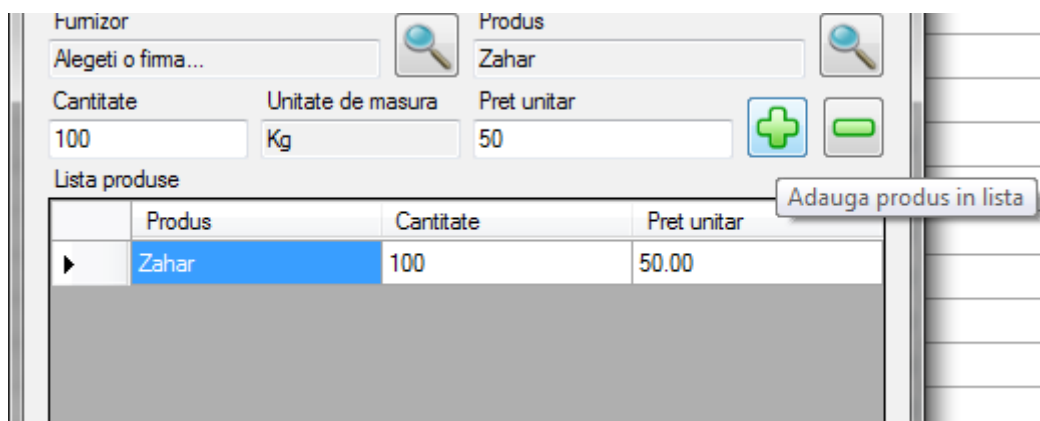 Furnizor Produs
Alegeti o firma... Zahar
Cantitate Unitate de masura Pret unitar
100 Kg 50
Lista produse
Adauga produs in lista
Produs Cantitate Pret unitar
Zahar 100 50.00